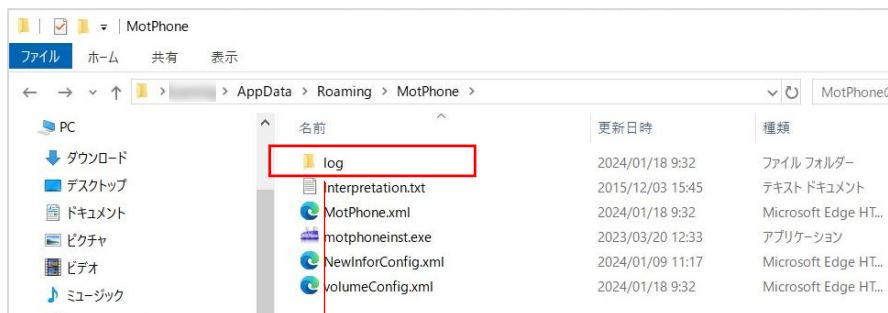 MotPhone
ファイル ホーム 共有 表示
AppData > Roaming > MotPhone > MotPhoneの
PC
ダウンロード
デスクトップ
ドキュメント
ピクチャ
ビデオ
ミュージック
名前 更新日時 種類
log 2024/01/18 9:32 ファイル フォルダー
Interpretation.txt 2015/12/03 15:45 テキスト ドキュメント
MotPhone.xml 2024/01/18 9:32 Microsoft Edge HT...
motphoneinst.exe 2023/03/20 12:33 アプリケーション
NewInforConfig.xml 2024/01/09 11:17 Microsoft Edge HT...
volumeConfig.xml 2024/01/18 9:32 Microsoft Edge HT...